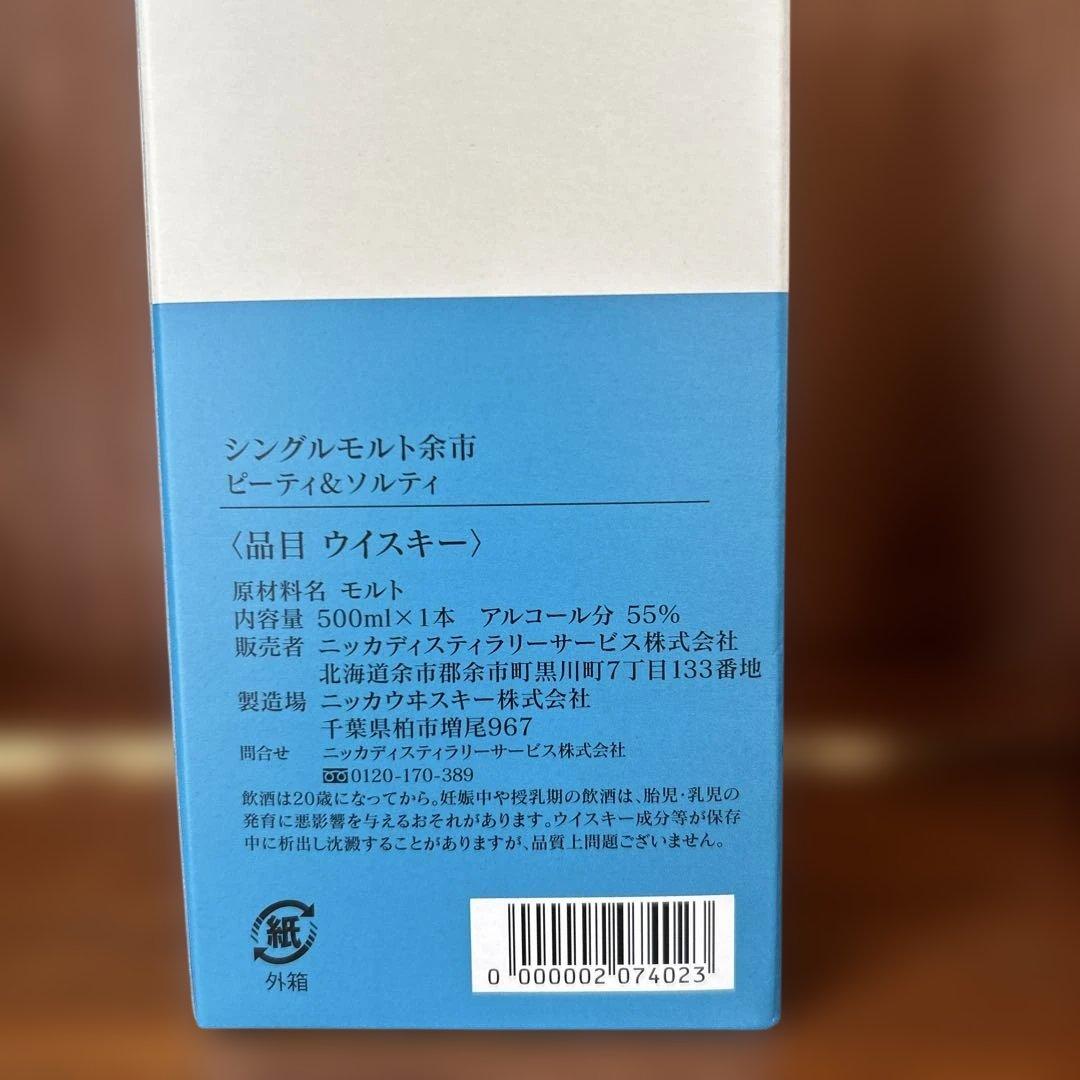 シングルモルト余市
ピーティ&ソルティ
〈品目 ウイスキー〉
原材料名 モルト
内容量 500ml×1本 アルコール分 55%
販売者 ニッカディスティラリーサービス株式会社
北海道余市郡余市町黒川町7丁目133番地
製造場 ニッカウヰスキー株式会社
千葉県柏市増尾967
問合せ ニッカディスティラリーサービス株式会社
0120-170-389
飲酒は20歳になってから。妊娠中や授乳期の飲酒は、胎児・乳児の
発育に悪影響を与えるおそれがあります。ウイスキー成分等が保存
中に析出し沈澱することがありますが、品質上問題ございません。
紙
外箱
0 000002 074023